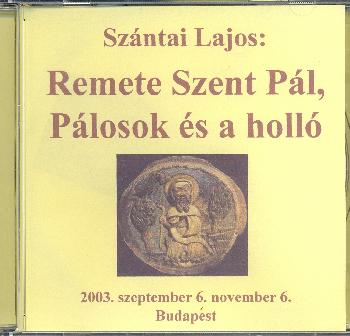 Szántai Lajos:
Remete Szent Pál,
Pálosok és a holló
2003. szeptember 6. november 6.
Budapest